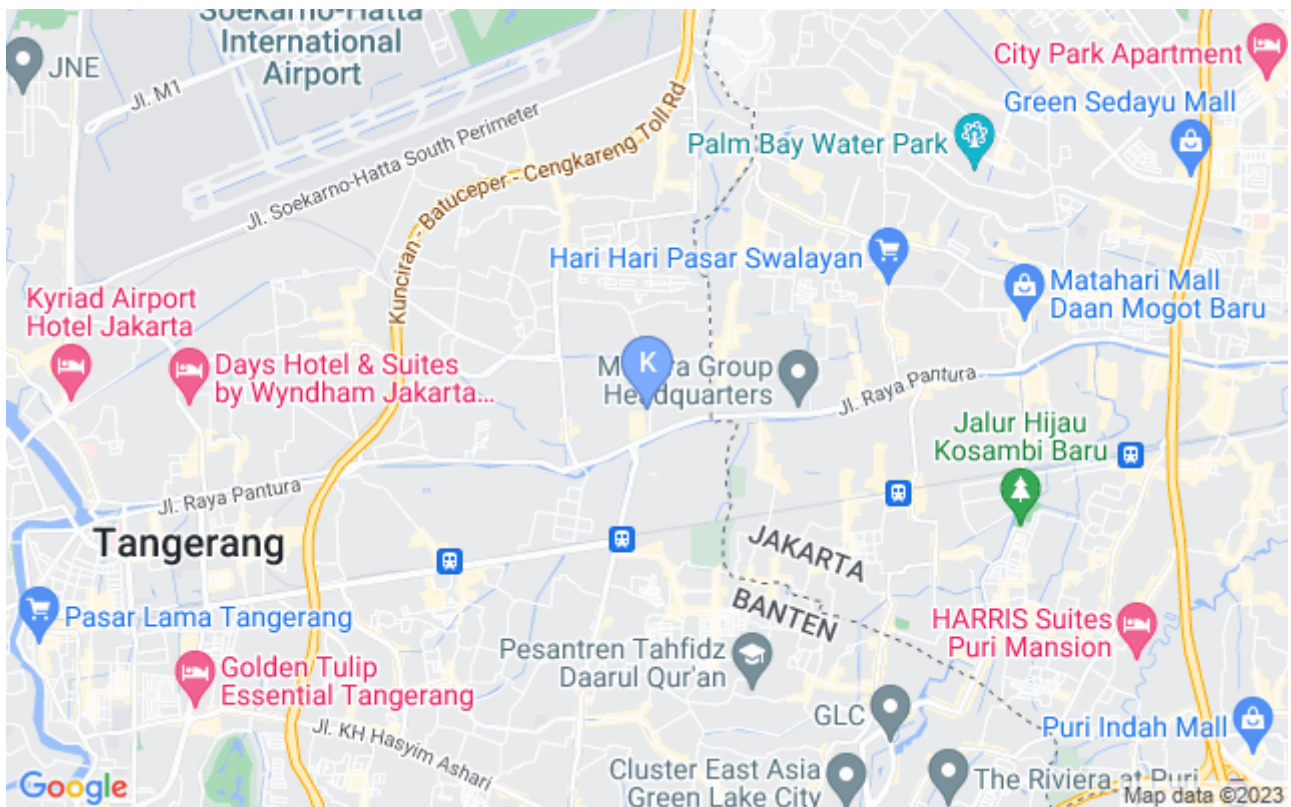 Soekarno-Hatta
International
Airport
JNE
Jl. M1
Jl. Soekarno-Hatta South Perimeter
Kunciran - Batuceper - Cengkareng Toll Rd
City Park Apartment
Green Sedayu Mall
Palm Bay Water Park
Hari Hari Pasar Swalayan
Matahari Mall
Daan Mogot Baru
Kyriad Airport
Hotel Jakarta
Days Hotel & Suites
by Wyndham Jakarta...
K
Group
Headquarters
Jl. Raya Pantura
Jalur Hijau
Kosambi Baru
Jl. Raya Pantura
Tangerang
JAKARTA
BANTEN
Pasar Lama Tangerang
HARRIS Suites
Puri Mansion
Pesantren Tahfidz
Daarul Qur'an
Golden Tulip
Essential Tangerang
GLC
Puri Indah Mall
Jl. KH Hasyim Ashari
Cluster East Asia
Green Lake City
The Riviera at Puri
Google
Map data ©2023